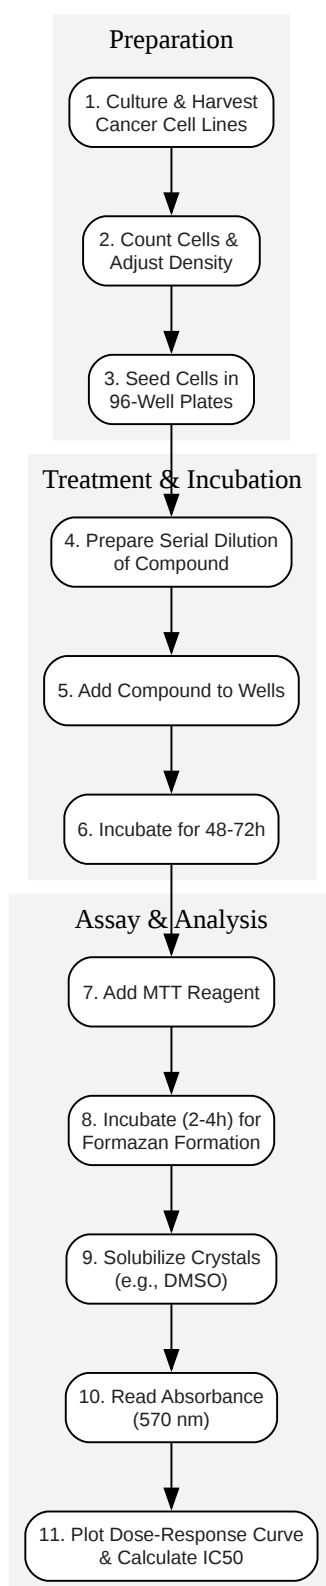 Preparation
1. Culture & Harvest
Cancer Cell Lines
2. Count Cells &
Adjust Density
3. Seed Cells in
96-Well Plates
Treatment & Incubation
4. Prepare Serial Dilution
of Compound
5. Add Compound to Wells
6. Incubate for 48-72h
Assay & Analysis
7. Add MTT Reagent
8. Incubate (2-4h) for
Formazan Formation
9. Solubilize Crystals
(e.g., DMSO)
10. Read Absorbance
(570 nm)
11. Plot Dose-Response Curve
& Calculate IC50